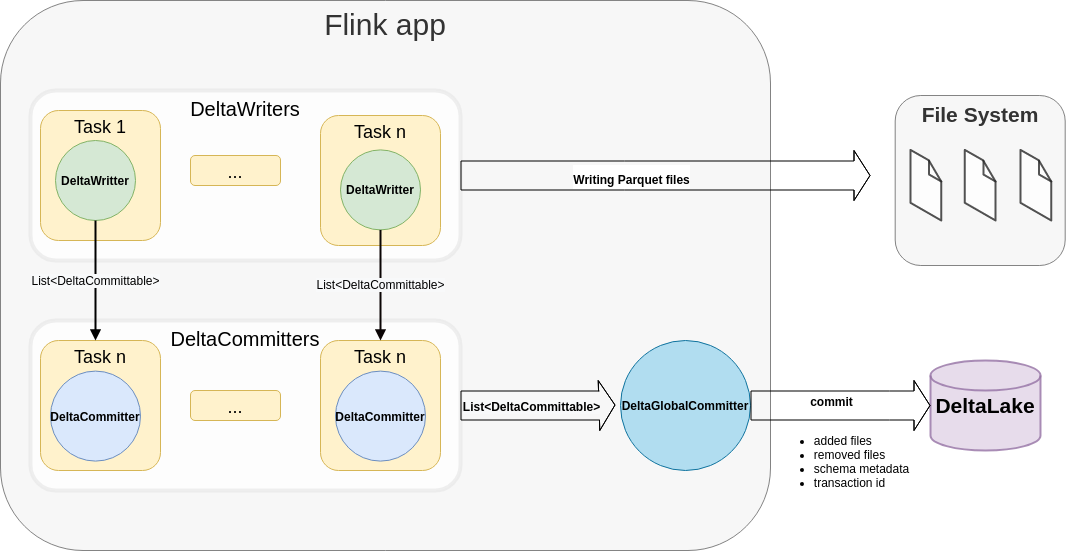 Flink app
DeltaWriters
Task 1
DeltaWritter
...
Task n
DeltaWritter
Writing Parquet files
File System
List<DeltaCommittable>
List<DeltaCommittable>
DeltaCommitters
Task n
DeltaCommitter
...
Task n
DeltaCommitter
List<DeltaCommittable>
DeltaGlobalCommitter
commit
DeltaLake
• added files
• removed files
• schema metadata
• transaction id